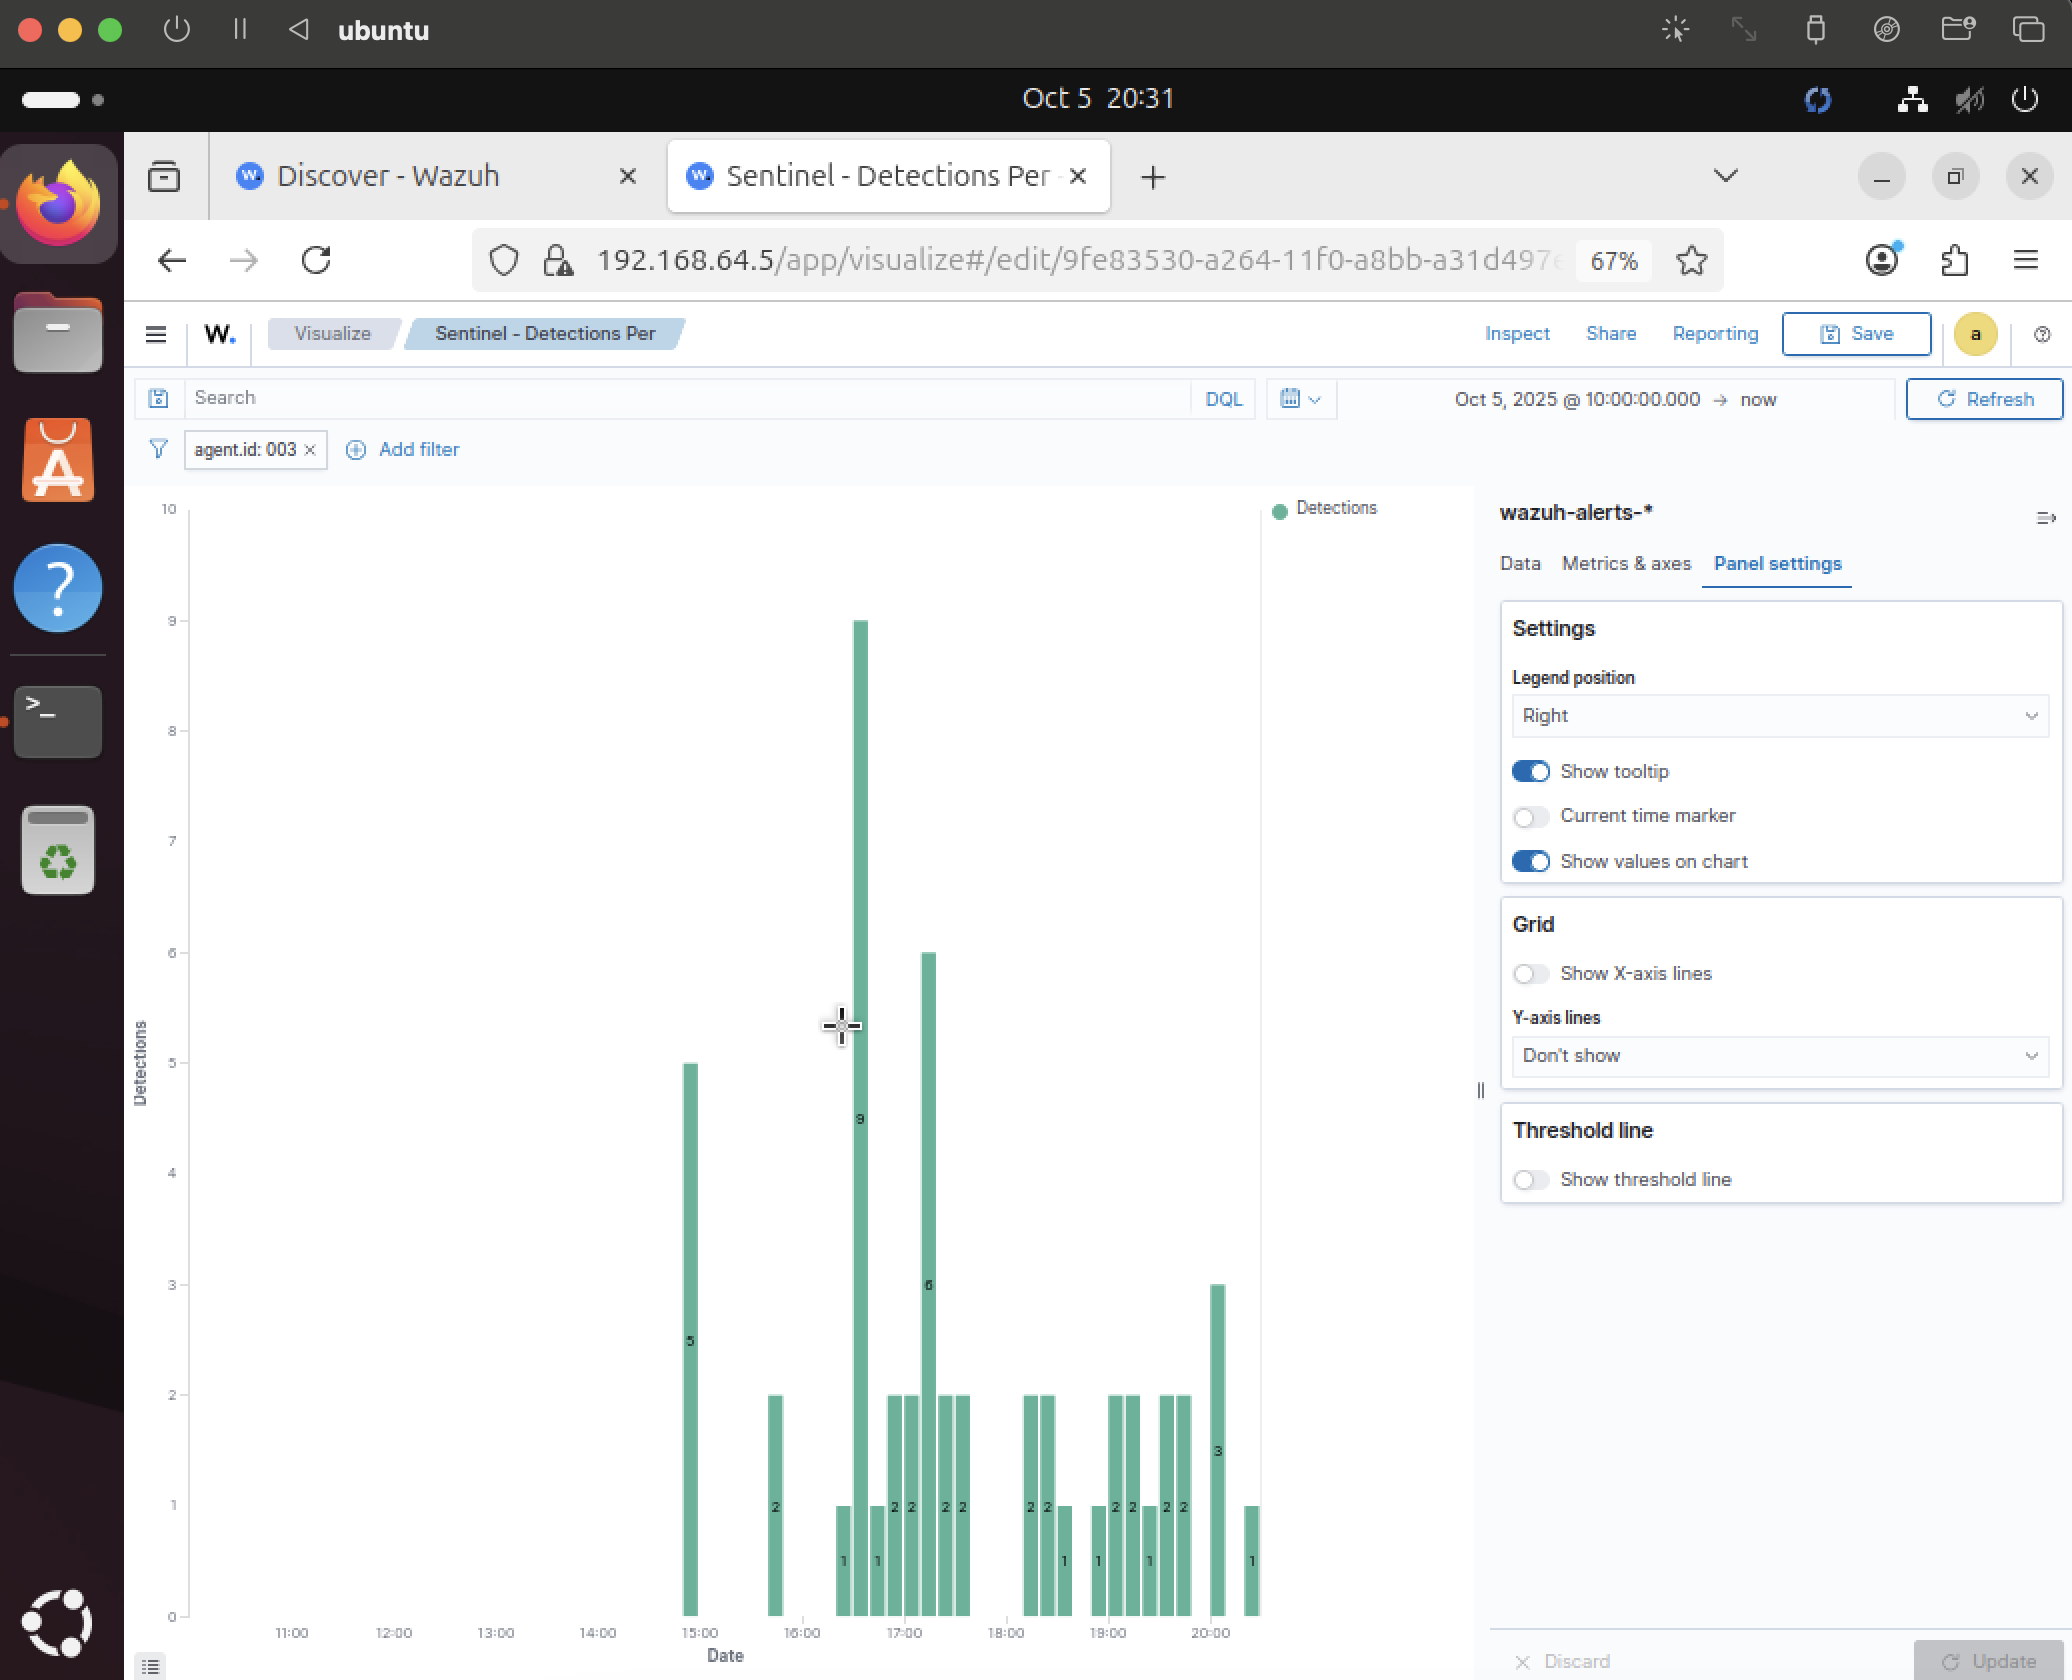 ubuntu
Oct 5 20:31
Discover - Wazuh
Sentinel - Detections Per
192.168.64.5/app/visualize#/edit/9fe83530-a264-11f0-a8bb-a31d497e
67%
W.
Visualize
Sentinel - Detections Per
Inspect
Share
Reporting
Save
a
Search
DQL
Oct 5, 2025 @ 10:00:00.000 → now
Refresh
agent.id: 003
Add filter
Detections
wazuh-alerts-*
Data
Metrics & axes
Panel settings
Settings
Legend position
Right
Show tooltip
Current time marker
Show values on chart
Grid
Show X-axis lines
Y-axis lines
Don't show
Threshold line
Show threshold line
Discard
Update
Detections
10
9
8
7
6
5
4
3
2
1
0
5
2
1
9
1
2
2
6
2
2
2
2
1
1
2
2
1
2
2
3
1
11:00
12:00
13:00
14:00
15:00
16:00
17:00
18:00
19:00
20:00
Date